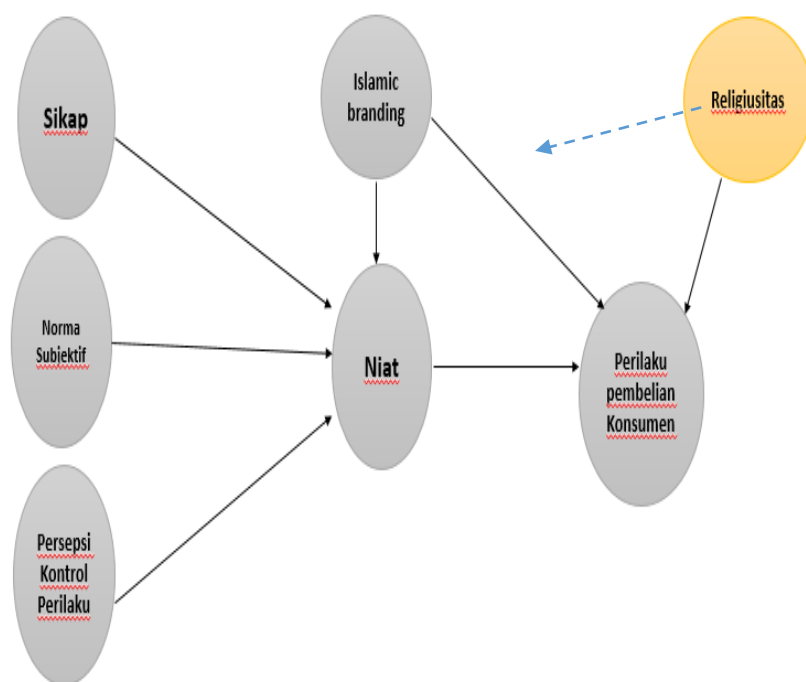 Sikap
Islamic
branding
Religiusitas
Norma
Subjektif
Niat
Perilaku
pembelian
Konsumen
Persepsi
Kontrol
Perilaku